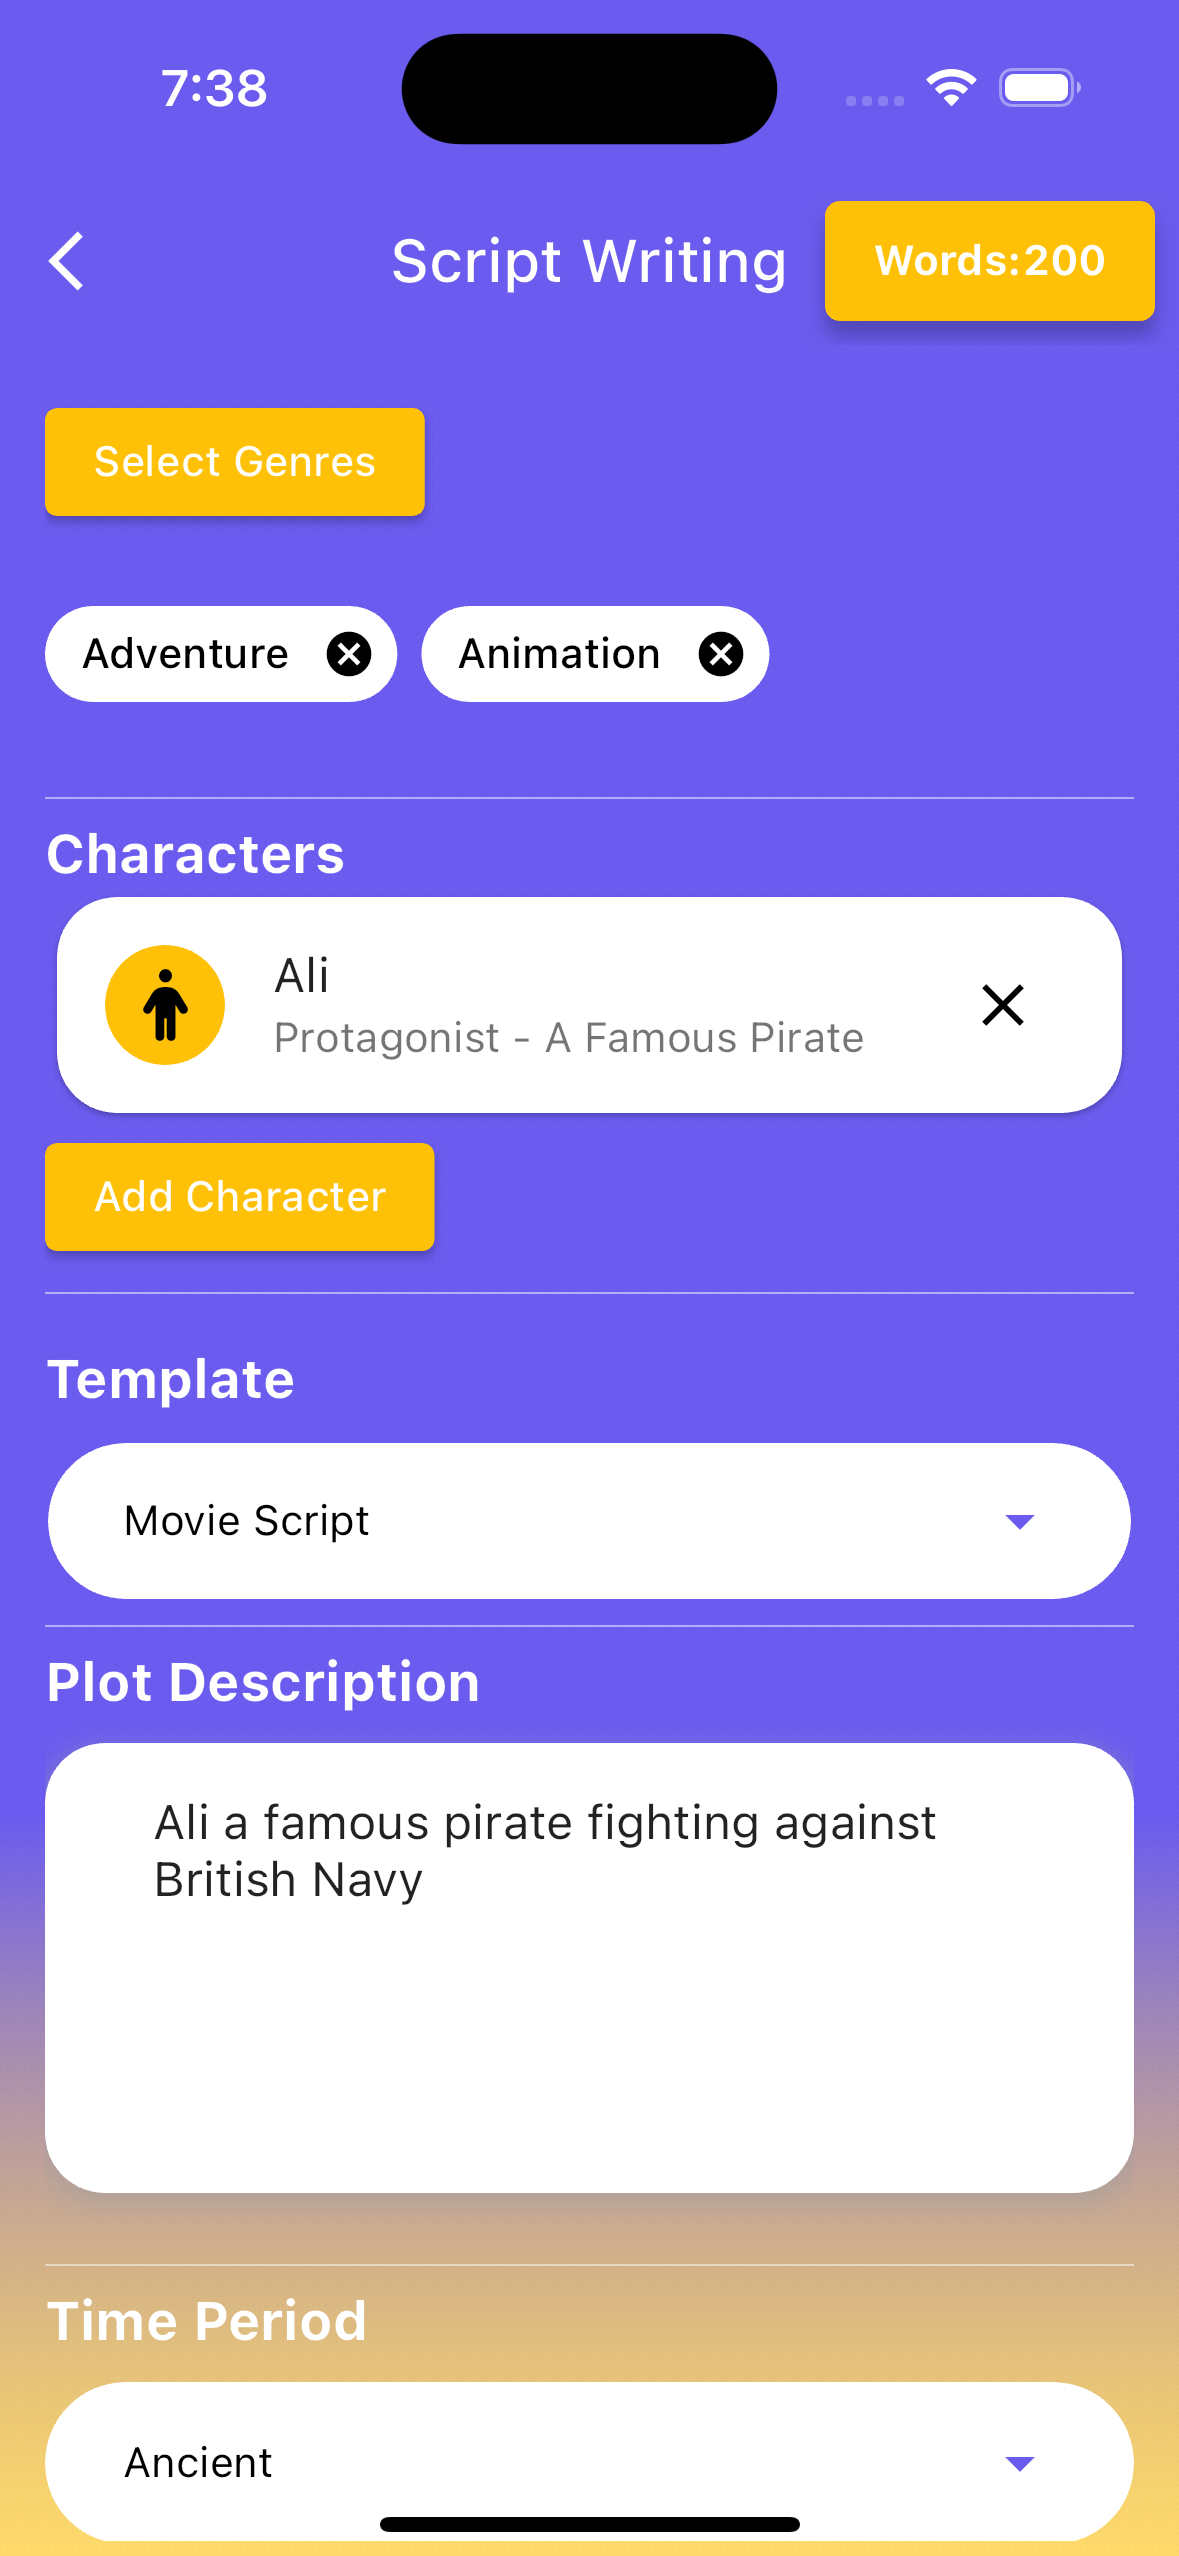 7:38
Script Writing
Words:200
Select Genres
Adventure
Animation
Characters
Ali
Protagonist - A Famous Pirate
Add Character
Template
Movie Script
Plot Description
Ali a famous pirate fighting against
British Navy
Time Period
Ancient